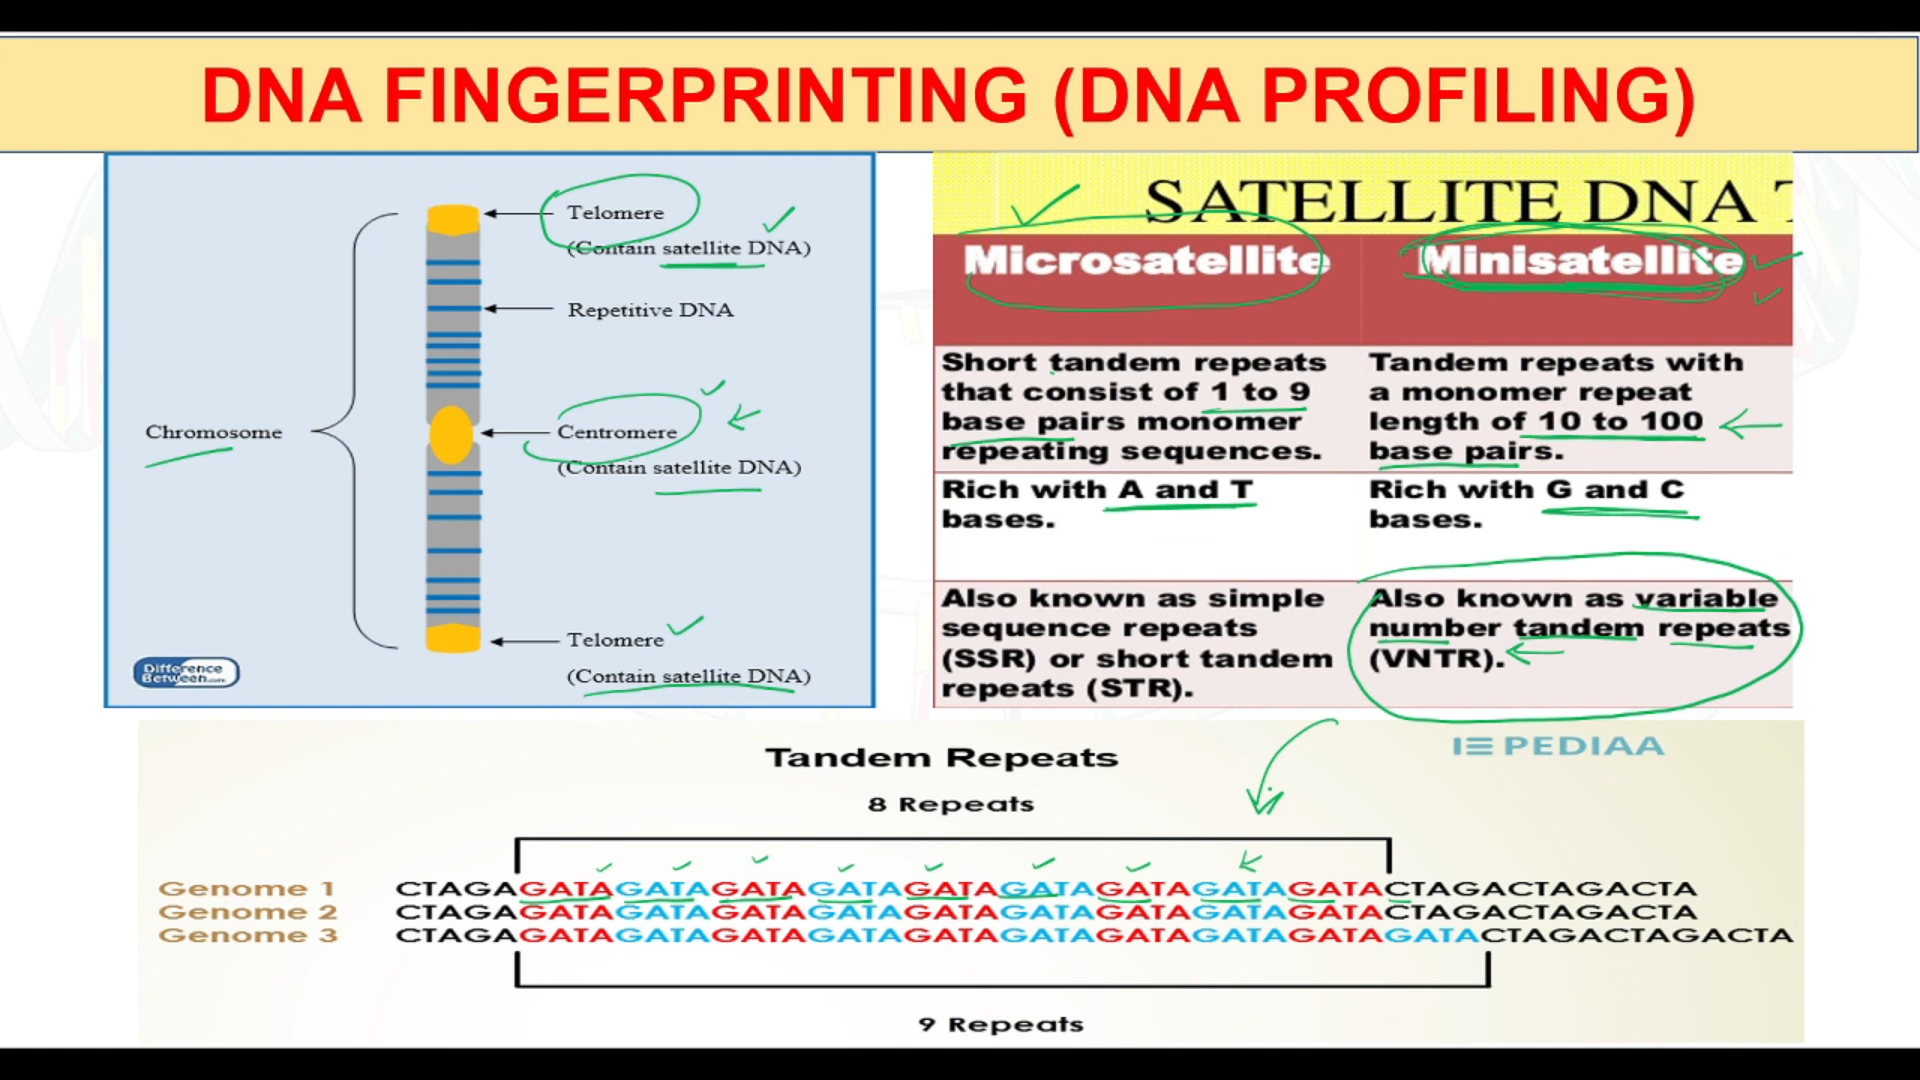 DNA FINGERPRINTING (DNA PROFILING)
Telomere
(Contain satellite DNA)
Repetitive DNA
Chromosome
Centromere
(Contain satellite DNA)
Telomere
(Contain satellite DNA)
Difference
Between.com
SATELLITE DNA
Microsatellite
Minisatellite
Short tandem repeats
that consist of 1 to 9
base pairs monomer
repeating sequences.
Tandem repeats with
a monomer repeat
length of 10 to 100
base pairs.
Rich with A and T
bases.
Rich with G and C
bases.
Also known as simple
sequence repeats
(SSR) or short tandem
repeats (STR).
Also known as variable
number tandem repeats
(VNTR).
PEDIAA
Tandem Repeats
8 Repeats
Genome 1 CTAGAGATAGATAGATAGATAGATAGATAGATAGATAGATACTAGACTAGACTA
Genome 2 CTAGAGATAGATAGATAGATAGATAGATAGATAGATAGATACTAGACTAGACTA
Genome 3 CTAGAGATAGATAGATAGATAGATAGATAGATAGATAGATAGATACTAGACTAGACTA
9 Repeats